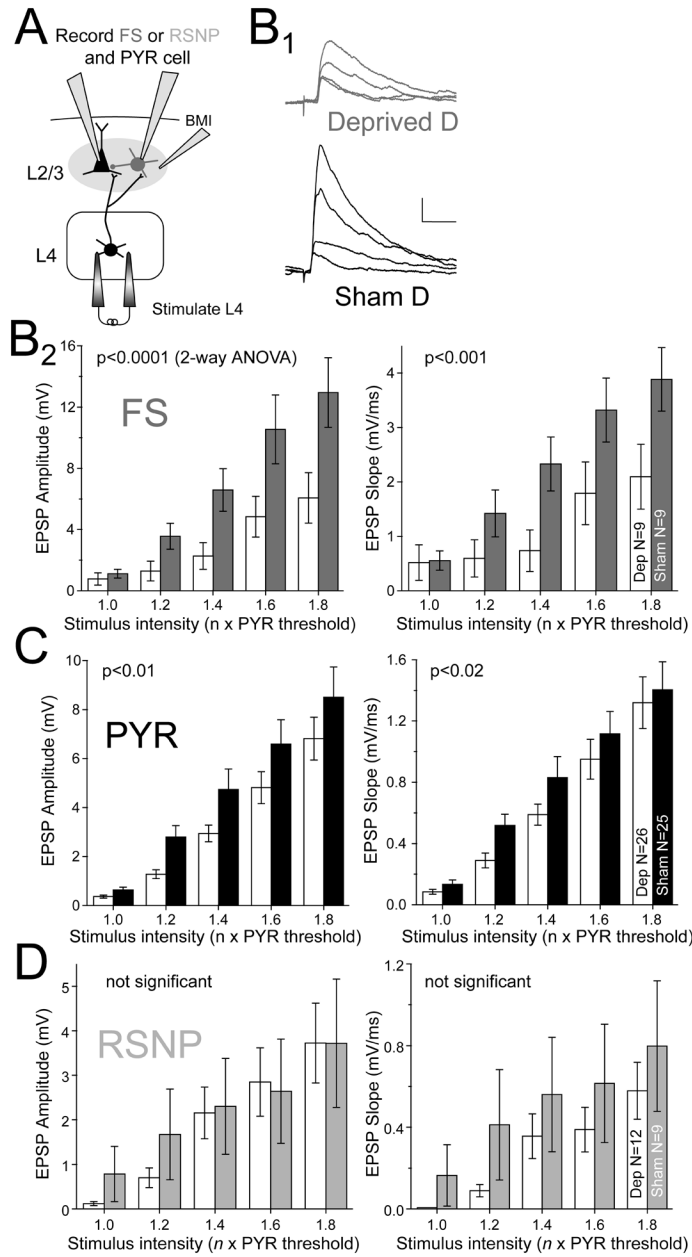 A
Record FS or RSNP
and PYR cell
BMI
L2/3
L4
Stimulate L4
B1
Deprived D
Sham D
B2
p<0.0001 (2-way ANOVA)
FS
EPSP Amplitude (mV)
16
12
8
4
0
1.0 1.2 1.4 1.6 1.8
Stimulus intensity (n x PYR threshold)
p<0.001
EPSP Slope (mV/ms)
4
3
2
1
0
Dep N=9
Sham N=9
1.0 1.2 1.4 1.6 1.8
Stimulus intensity (n x PYR threshold)
C
p<0.01
PYR
EPSP Amplitude (mV)
10
8
6
4
2
0
1.0 1.2 1.4 1.6 1.8
Stimulus intensity (n x PYR threshold)
p<0.02
EPSP Slope (mV/ms)
1.6
1.2
0.8
0.4
0.0
Dep N=26
Sham N=25
1.0 1.2 1.4 1.6 1.8
Stimulus intensity (n x PYR threshold)
D
not significant
RSNP
EPSP Amplitude (mV)
5
4
3
2
1
0
1.0 1.2 1.4 1.6 1.8
Stimulus intensity (n x PYR threshold)
not significant
EPSP Slope (mV/ms)
1.2
0.8
0.4
0.0
Dep N=12
Sham N=9
1.0 1.2 1.4 1.6 1.8
Stimulus intensity (n x PYR threshold)